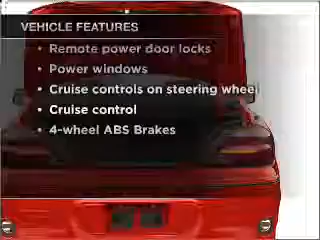 VEHICLE FEATURES
• Remote power door locks
• Power windows
• Cruise controls on steering wheel
• Cruise control
• 4-wheel ABS Brakes